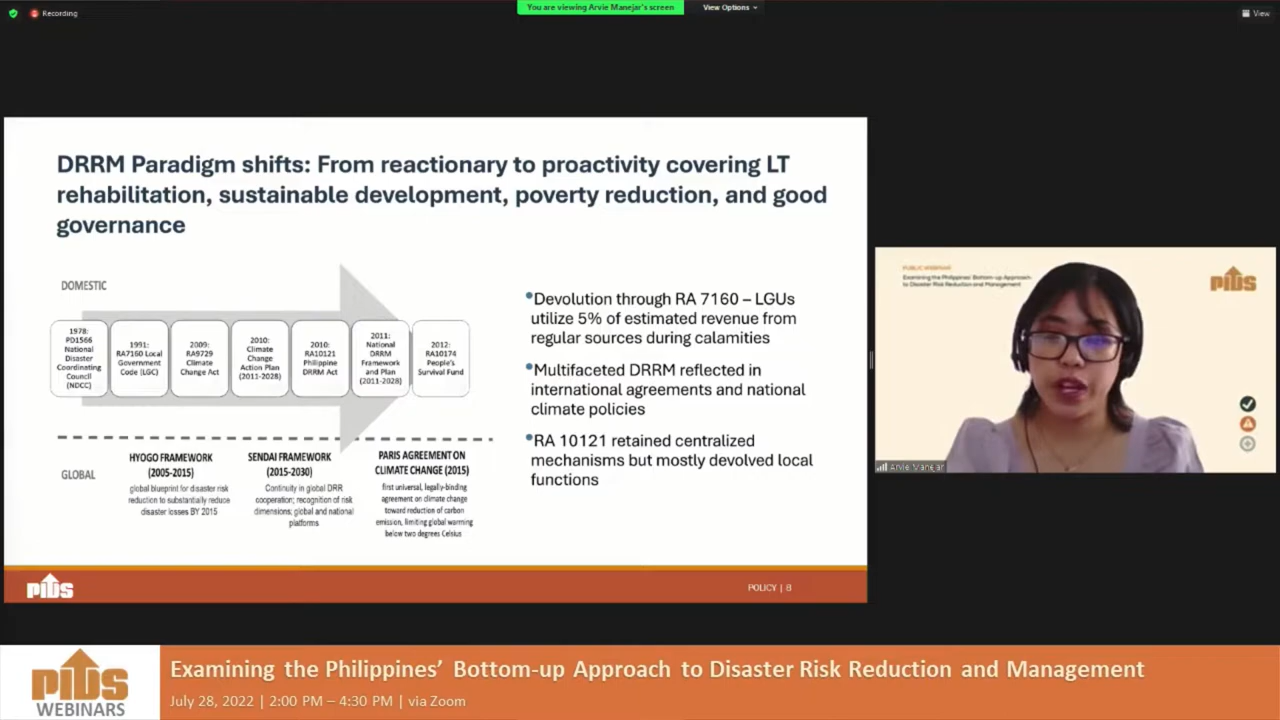 Recording
You are viewing Arvie Manejar's screen
View Options
View
DRRM Paradigm shifts: From reactionary to proactivity covering LT
rehabilitation, sustainable development, poverty reduction, and good
governance
DOMESTIC
1978:
PD1566
National
Disaster
Coordinating
Council
(NDCC)
1991:
RA7160 Local
Government
Code (LGC)
2009:
RA9729
Climate
Change Act
2010:
Climate
Change
Action Plan
(2011-2028)
2010:
RA10121
Philippine
DRRM Act
2011:
National
DRRM
Framework
and Plan
(2011-2028)
2012:
RA10174
People's
Survival Fund
GLOBAL
HYOGO FRAMEWORK
(2005-2015)
global blueprint for disaster risk
reduction to substantially reduce
disaster losses BY 2015
SENDAI FRAMEWORK
(2015-2030)
Continuity in global DRR
cooperation; recognition of risk
dimensions; global and national
platforms
PARIS AGREEMENT ON
CLIMATE CHANGE (2015)
first universal, legally-binding
agreement on climate change
toward reduction of carbon
emission, limiting global warming
below two degrees Celsius
•Devolution through RA 7160 – LGUs
utilize 5% of estimated revenue from
regular sources during calamities
•Multifaceted DRRM reflected in
international agreements and national
climate policies
•RA 10121 retained centralized
mechanisms but mostly devolved local
functions
PIDS
POLICY | 8
PUBLIC WEBINAR
Examining the Philippines' Bottom-up Approach
to Disaster Risk Reduction and Management
PIDS
Arvie Manejar
PIDS
WEBINARS
Examining the Philippines' Bottom-up Approach to Disaster Risk Reduction and Management
July 28, 2022 | 2:00 PM – 4:30 PM | via Zoom